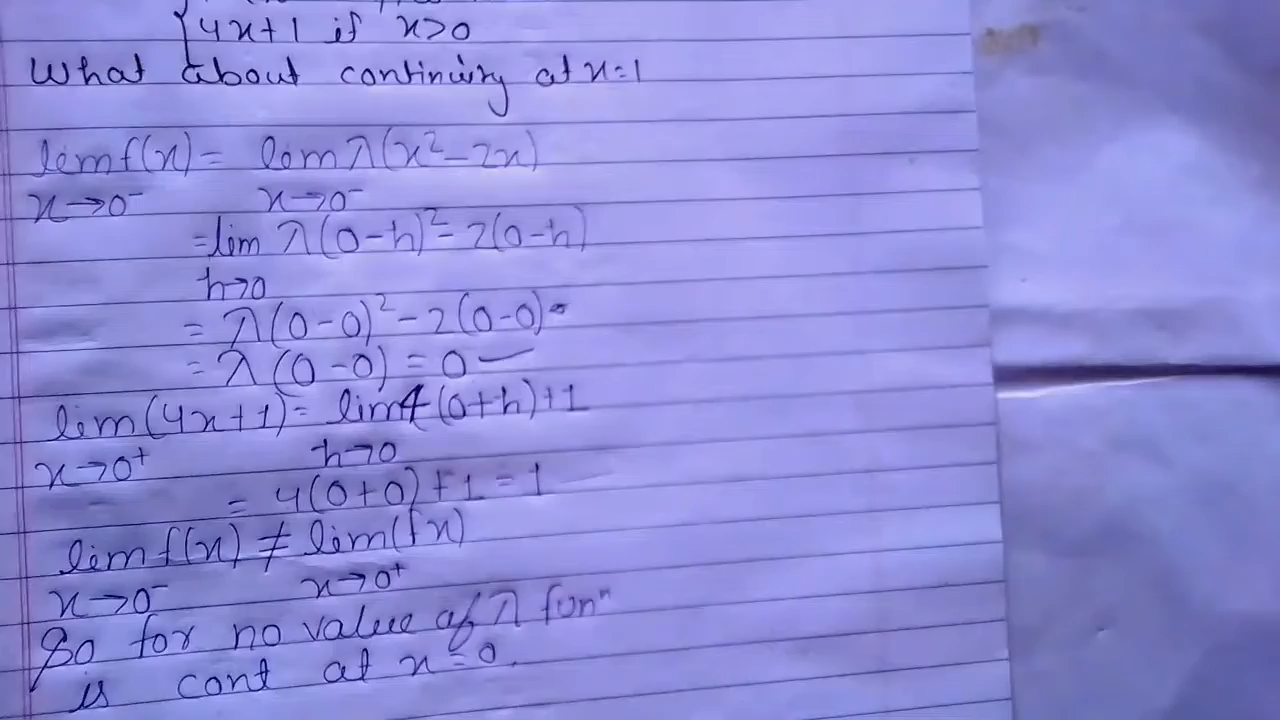 {4x+1 if x>0
What about continuity at x=1
lim f(x) = lim λ(x²-2x)
x→0⁻ x→0⁻
=lim λ(0-h)²-2(0-h)
h→0
= λ(0-0)²-2(0-0)
= λ(0-0) = 0
lim(4x+1) = lim 4(0+h)+1
x→0⁺ h→0
= 4(0+0)+1 = 1
lim f(x) ≠ lim(fx)
x→0⁻ x→0⁺
So for no value of λ funⁿ
is cont at x=0.